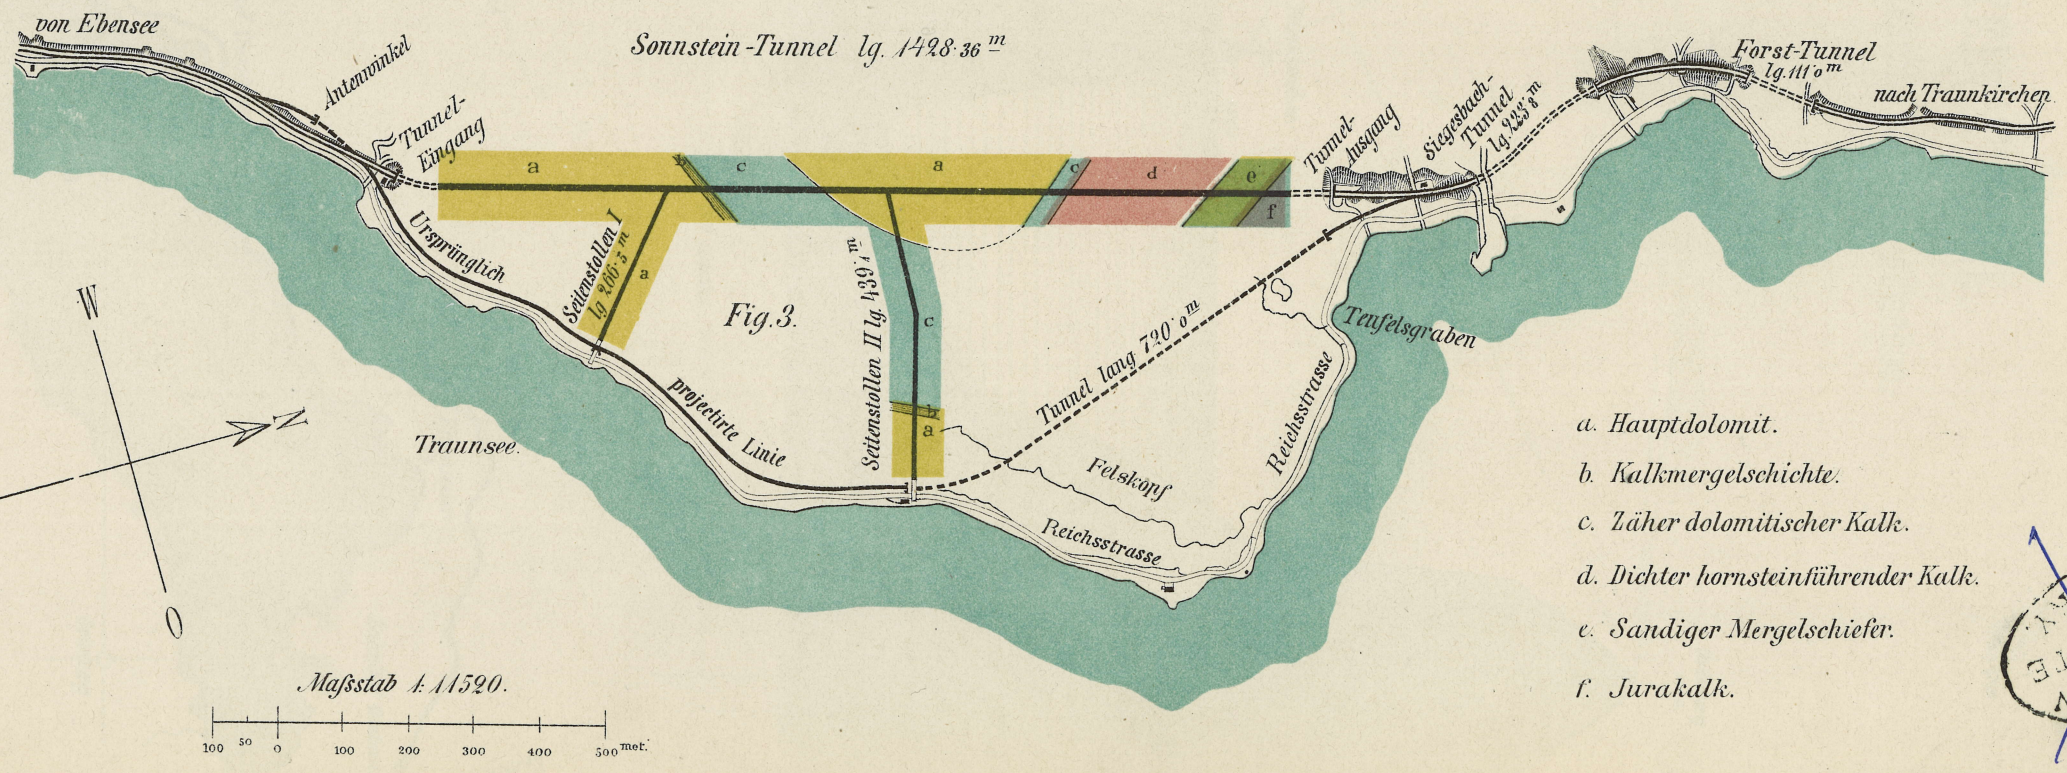 von Ebensee
Antenwinkel
Tunnel-
Eingang
Sonnstein-Tunnel lg. 1428·36 m
Tunnel-
Ausgang
Siegesbach-
Tunnel
lg. 223·8 m
Forst-Tunnel
lg. 111·0 m
nach Traunkirchen
a
b
c
a
c
d
e
f
Ursprünglich
projectirte Linie
Seitenstollen I
lg 266·5 m
a
Fig. 3.
Seitenstollen II lg. 439·1 m
c
b
a
Tunnel lang 720·0 m
Teufelsgraben
Reichsstrasse
Felskopf
Reichsstrasse
Traunsee.
W
N
O
a. Hauptdolomit.
b. Kalkmergelschichte.
c. Zäher dolomitischer Kalk.
d. Dichter hornsteinführender Kalk.
e. Sandiger Mergelschiefer.
f. Jurakalk.
Maſsstab 1:11520.
100 50 0 100 200 300 400 500 met.